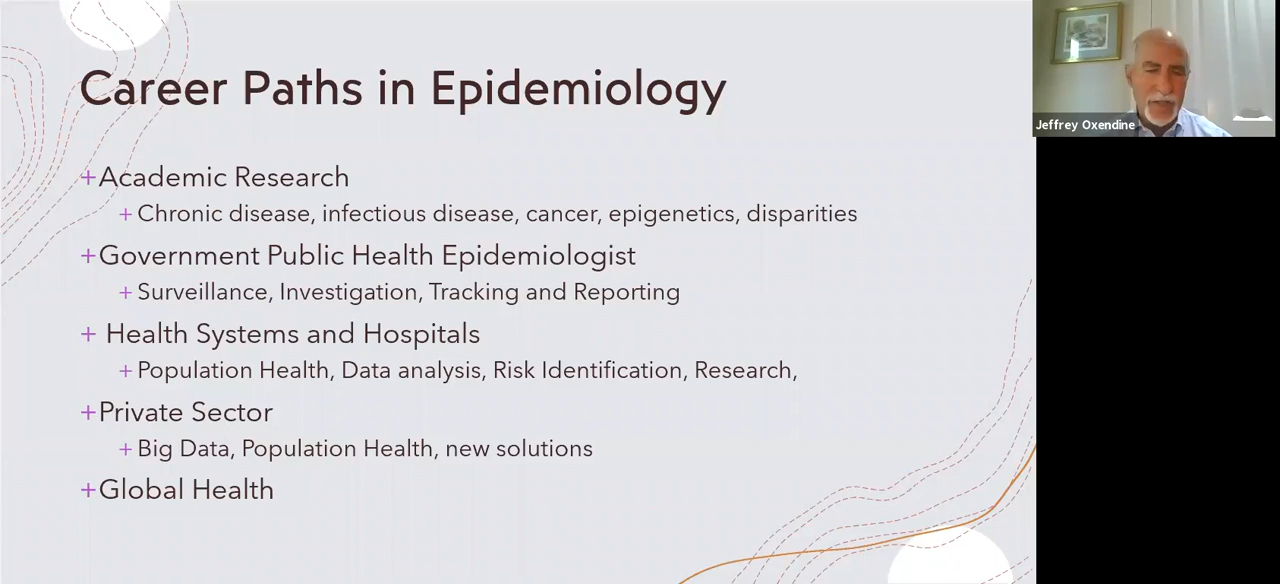 Career Paths in Epidemiology
+Academic Research
+ Chronic disease, infectious disease, cancer, epigenetics, disparities
+Government Public Health Epidemiologist
+ Surveillance, Investigation, Tracking and Reporting
+ Health Systems and Hospitals
+ Population Health, Data analysis, Risk Identification, Research,
+Private Sector
+ Big Data, Population Health, new solutions
+Global Health
Jeffrey Oxendine